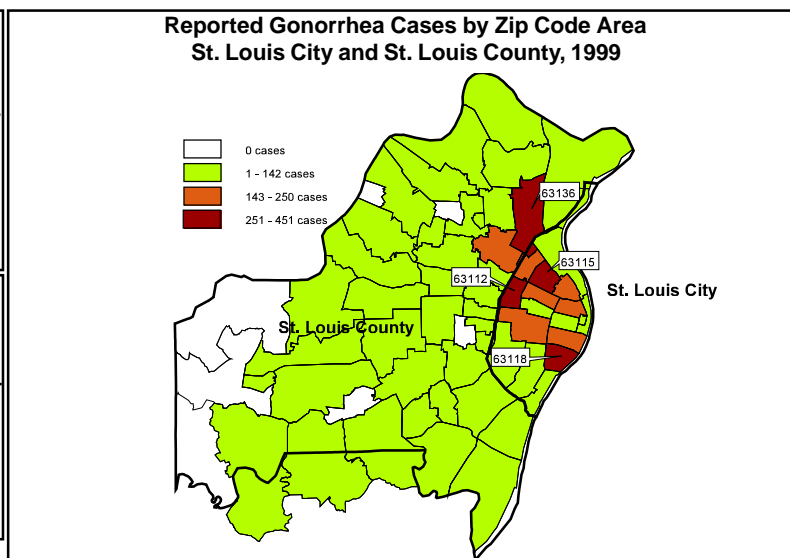 Reported Gonorrhea Cases by Zip Code Area
St. Louis City and St. Louis County, 1999
0 cases
1 - 142 cases
143 - 250 cases
251 - 451 cases
63136
63115
63112
St. Louis City
St. Louis County
63118